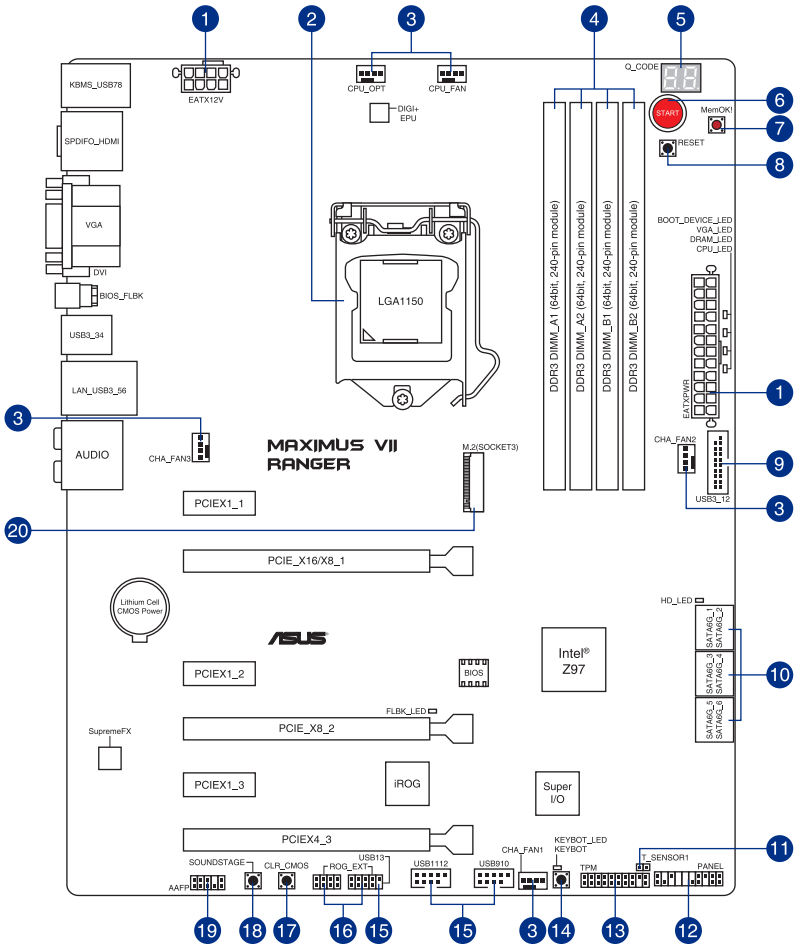 1
2
3
4
5
Q_CODE
88
KBMS_USB78
EATX12V
CPU_OPT
CPU_FAN
DIGI+
EPU
START
6
MemOK!
7
RESET
8
SPDIFO_HDMI
VGA
DVI
BIOS_FLBK
USB3_34
LAN_USB3_56
AUDIO
LGA1150
DDR3 DIMM_A1 (64bit, 240-pin module)
DDR3 DIMM_A2 (64bit, 240-pin module)
DDR3 DIMM_B1 (64bit, 240-pin module)
DDR3 DIMM_B2 (64bit, 240-pin module)
BOOT_DEVICE_LED
VGA_LED
DRAM_LED
CPU_LED
EATXPWR
1
3
CHA_FAN3
MAXIMUS VII
RANGER
M.2(SOCKET3)
CHA_FAN2
USB3_12
9
3
20
PCIEX1_1
PCIE_X16/X8_1
Lithium Cell
CMOS Power
ASUS
HD_LED
SATA6G_1
SATA6G_2
SATA6G_3
SATA6G_4
SATA6G_5
SATA6G_6
10
Intel®
Z97
PCIEX1_2
BIOS
FLBK_LED
PCIE_X8_2
SupremeFX
PCIEX1_3
iROG
Super
I/O
PCIEX4_3
11
SOUNDSTAGE
CLR_CMOS
ROG_EXT
USB13
USB1112
USB910
CHA_FAN1
KEYBOT_LED
KEYBOT
TPM
T_SENSOR1
PANEL
AAFP
19
18
17
16
15
15
3
14
13
12